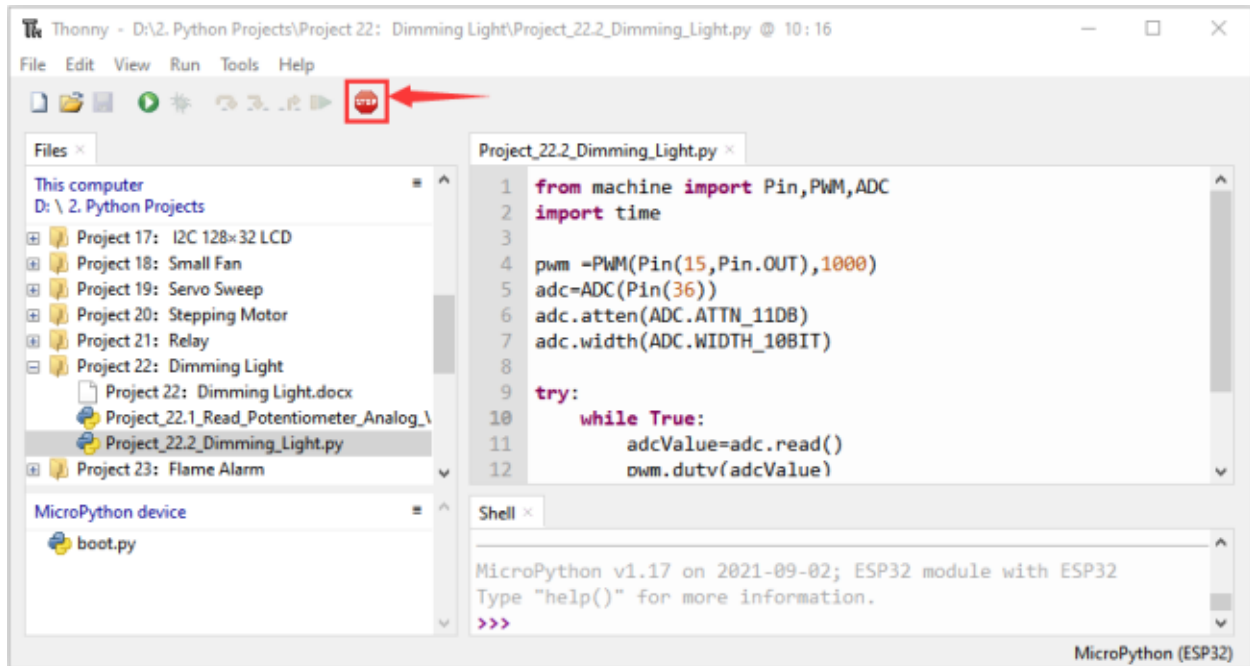 Thonny - D:\2. Python Projects\Project 22： Dimming Light\Project_22.2_Dimming_Light.py @ 10:16
File Edit View Run Tools Help
STOP
Files ×
This computer
D: \ 2. Python Projects
Project 17： I2C 128×32 LCD
Project 18： Small Fan
Project 19： Servo Sweep
Project 20： Stepping Motor
Project 21： Relay
Project 22： Dimming Light
Project 22： Dimming Light.docx
Project_22.1_Read_Potentiometer_Analog_\
Project_22.2_Dimming_Light.py
Project 23： Flame Alarm
MicroPython device
boot.py
Project_22.2_Dimming_Light.py ×
1 from machine import Pin,PWM,ADC
2 import time
3
4 pwm =PWM(Pin(15,Pin.OUT),1000)
5 adc=ADC(Pin(36))
6 adc.atten(ADC.ATTN_11DB)
7 adc.width(ADC.WIDTH_10BIT)
8
9 try:
10 while True:
11 adcValue=adc.read()
12 pwm.duty(adcValue)
Shell ×
MicroPython v1.17 on 2021-09-02; ESP32 module with ESP32
Type "help()" for more information.
>>>
MicroPython (ESP32)